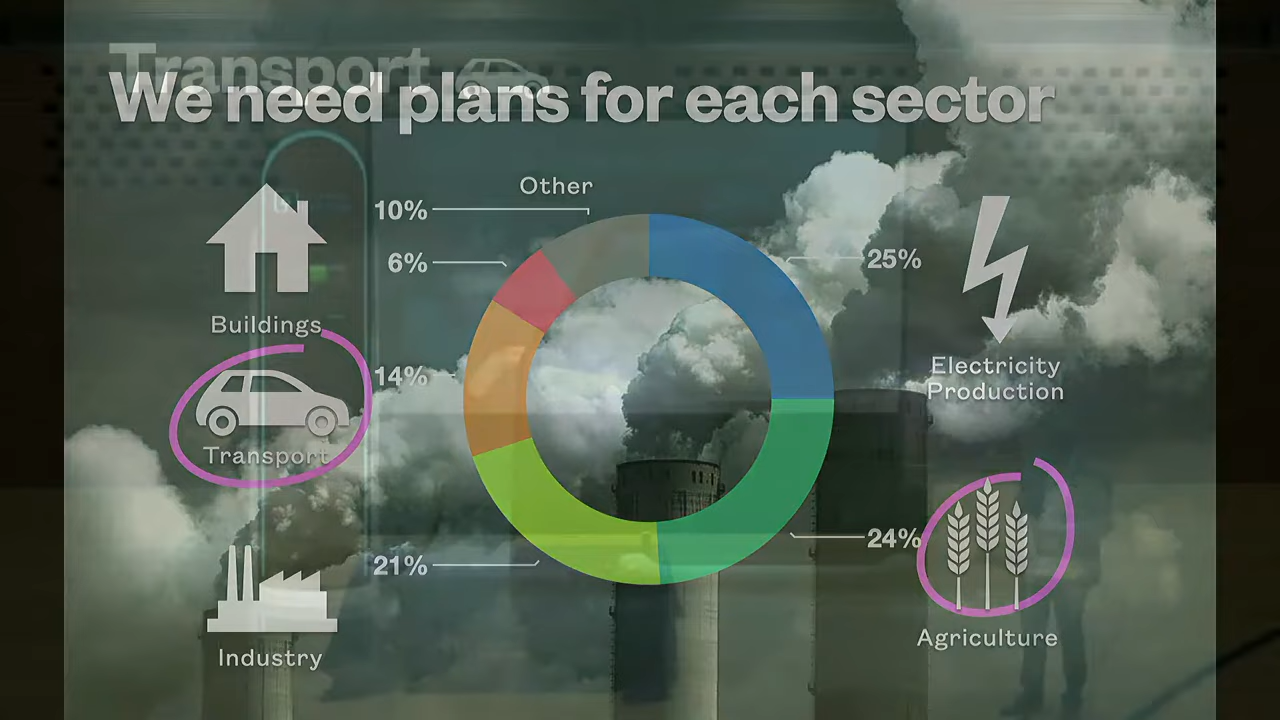 Transport
We need plans for each sector
Other
10%
6%
25%
Buildings
Electricity
Production
14%
Transport
24%
21%
Agriculture
Industry